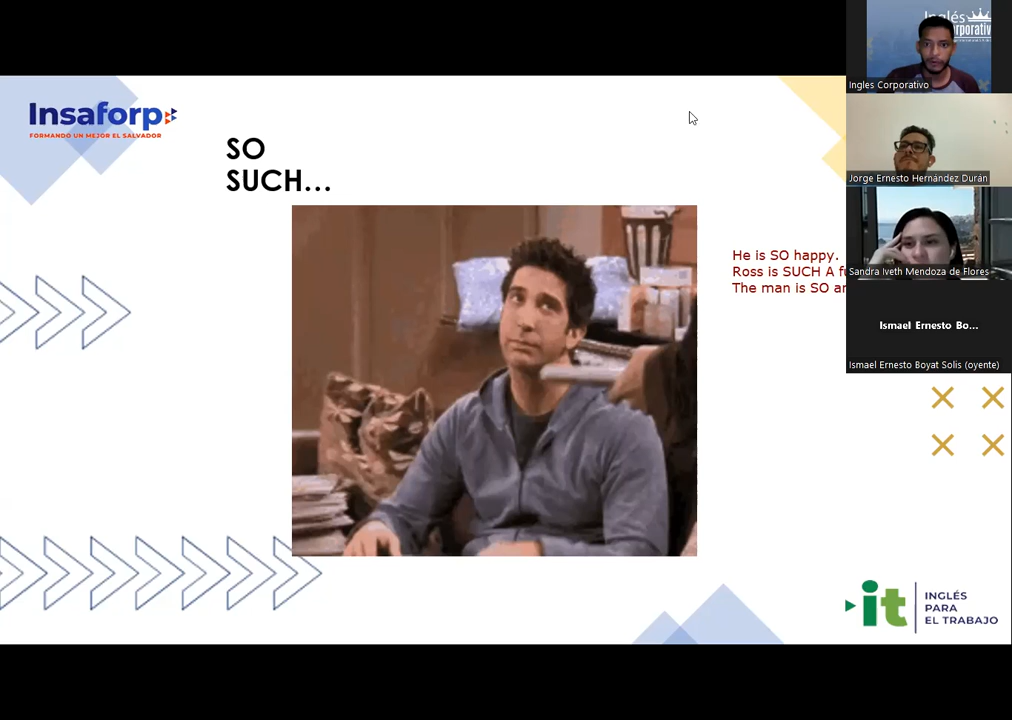 Insaforp
FORMANDO UN MEJOR EL SALVADOR
SO
SUCH...
He is SO happy.
Ross is SUCH A
The man is SO
Inglés
Ingles Corporativo
Jorge Ernesto Hernández Durán
Sandra Iveth Mendoza de Flores
Ismael Ernesto Bo...
Ismael Ernesto Boyat Solis (oyente)
it
INGLÉS
PARA
EL TRABAJO